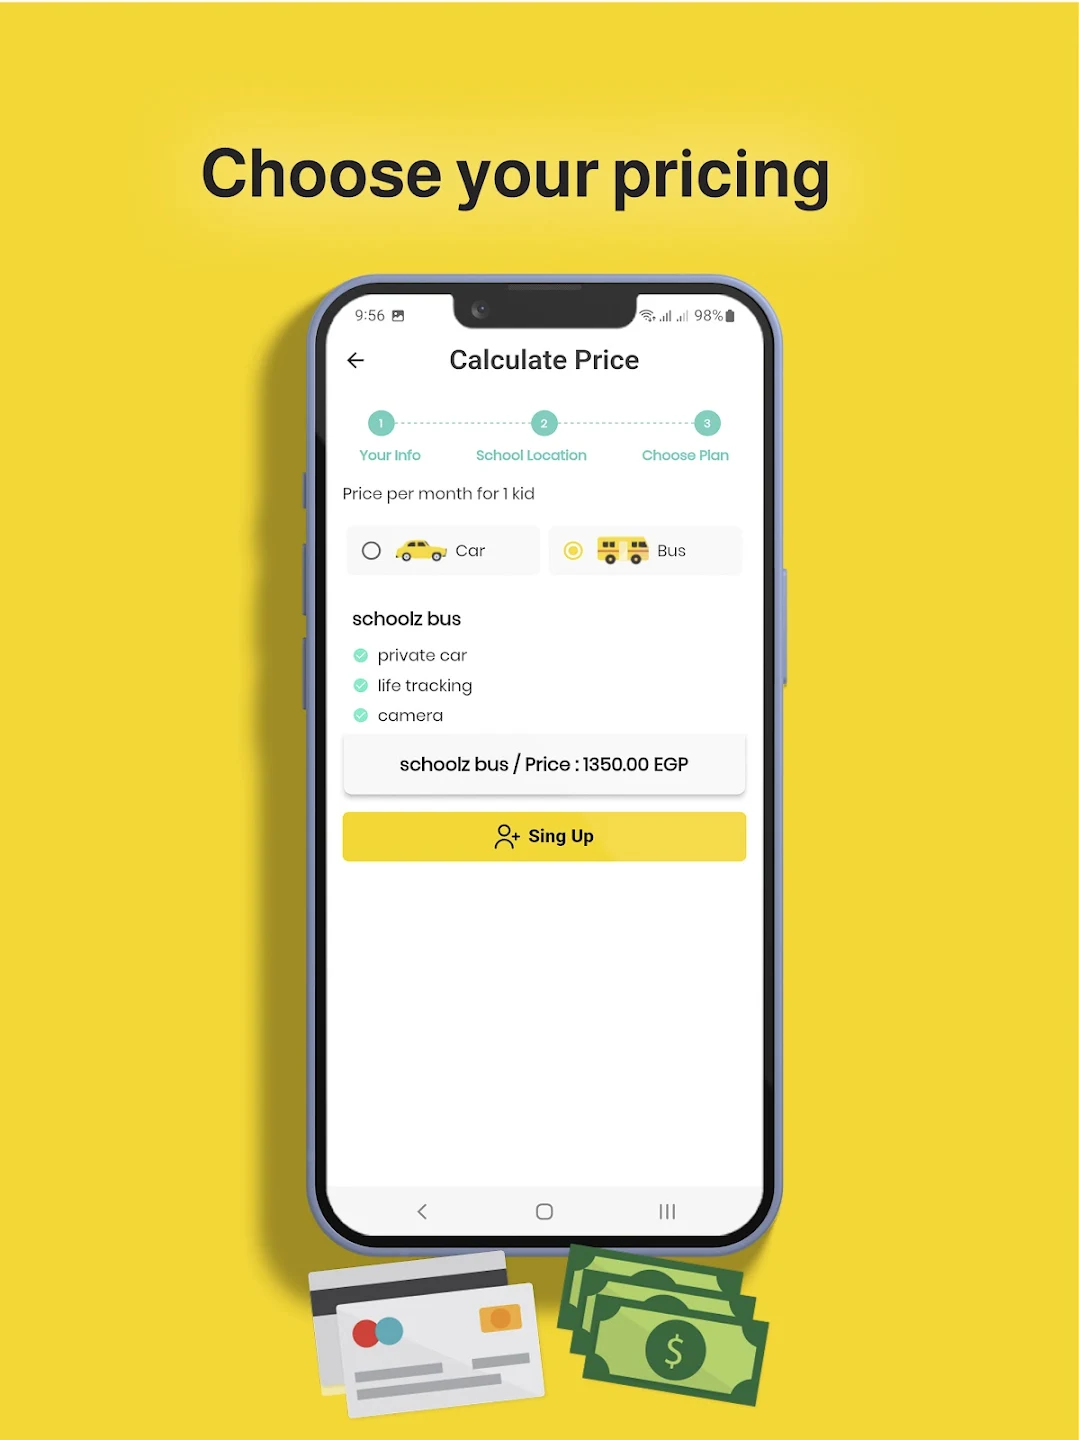 Choose your pricing
9:56 98%
Calculate Price
1 2 3
Your Info School Location Choose Plan
Price per month for 1 kid
Car Bus
schoolz bus
private car
life tracking
camera
schoolz bus / Price : 1350.00 EGP
Sing Up
$